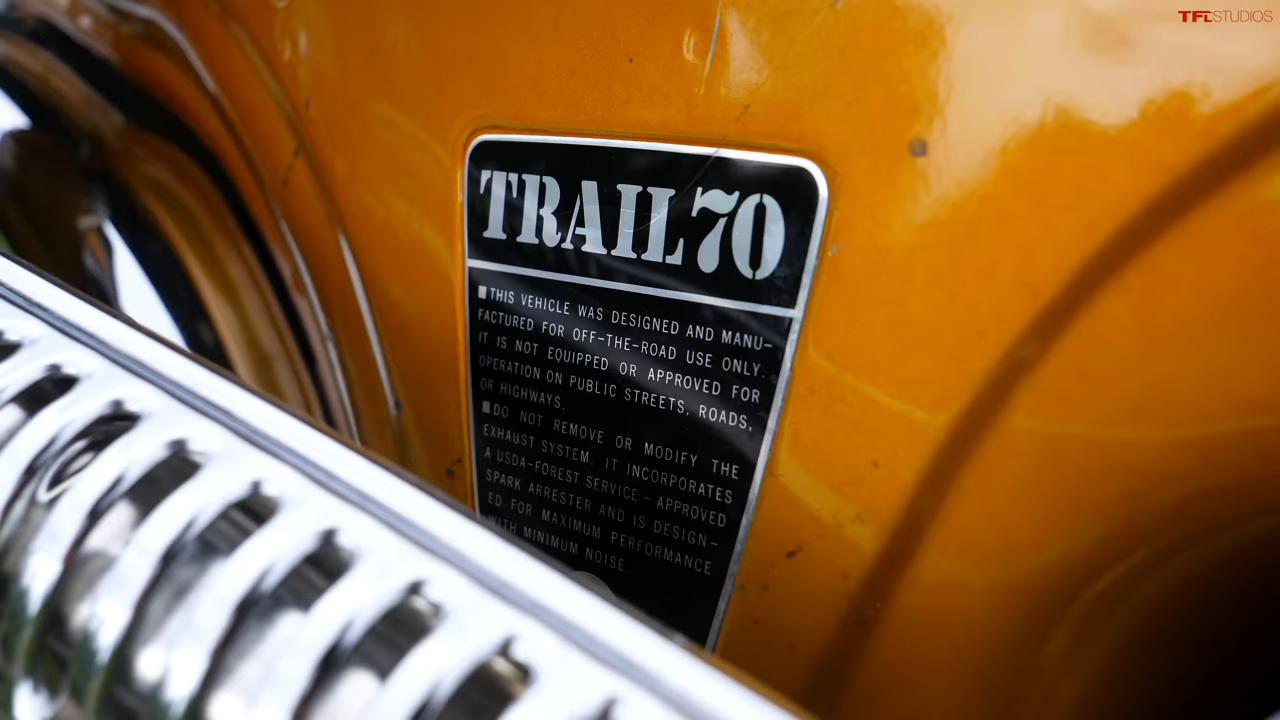 TFLSTUDIOS
TRAIL 70
■ THIS VEHICLE WAS DESIGNED AND MANU-
FACTURED FOR OFF-THE-ROAD USE ONLY.
IT IS NOT EQUIPPED OR APPROVED FOR
OPERATION ON PUBLIC STREETS, ROADS,
OR HIGHWAYS.
■ DO NOT REMOVE OR MODIFY THE
EXHAUST SYSTEM. IT INCORPORATES
A USDA-FOREST SERVICE-APPROVED
SPARK ARRESTER AND IS DESIGN-
ED FOR MAXIMUM PERFORMANCE
WITH MINIMUM NOISE.